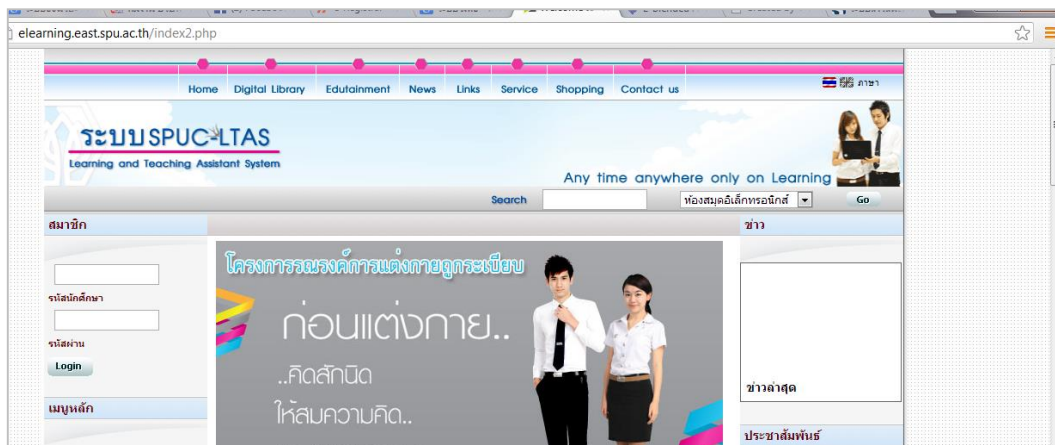 elearning.east.spu.ac.th/index2.php
Home Digital Library Edutainment News Links Service Shopping Contact us
ภาษา
ระบบ SPUC-LTAS
Learning and Teaching Assistant System
Any time anywhere only on Learning
Search
ห้องสมุดอิเล็กทรอนิกส์
Go
สมาชิก
ข่าว
โครงการรณรงค์การแต่งกายถูกระเบียบ
ก่อนแต่งกาย..
..คิดสักนิด
ให้สมความคิด..
รหัสนักศึกษา
รหัสผ่าน
Login
เมนูหลัก
ข่าวล่าสุด
ประชาสัมพันธ์